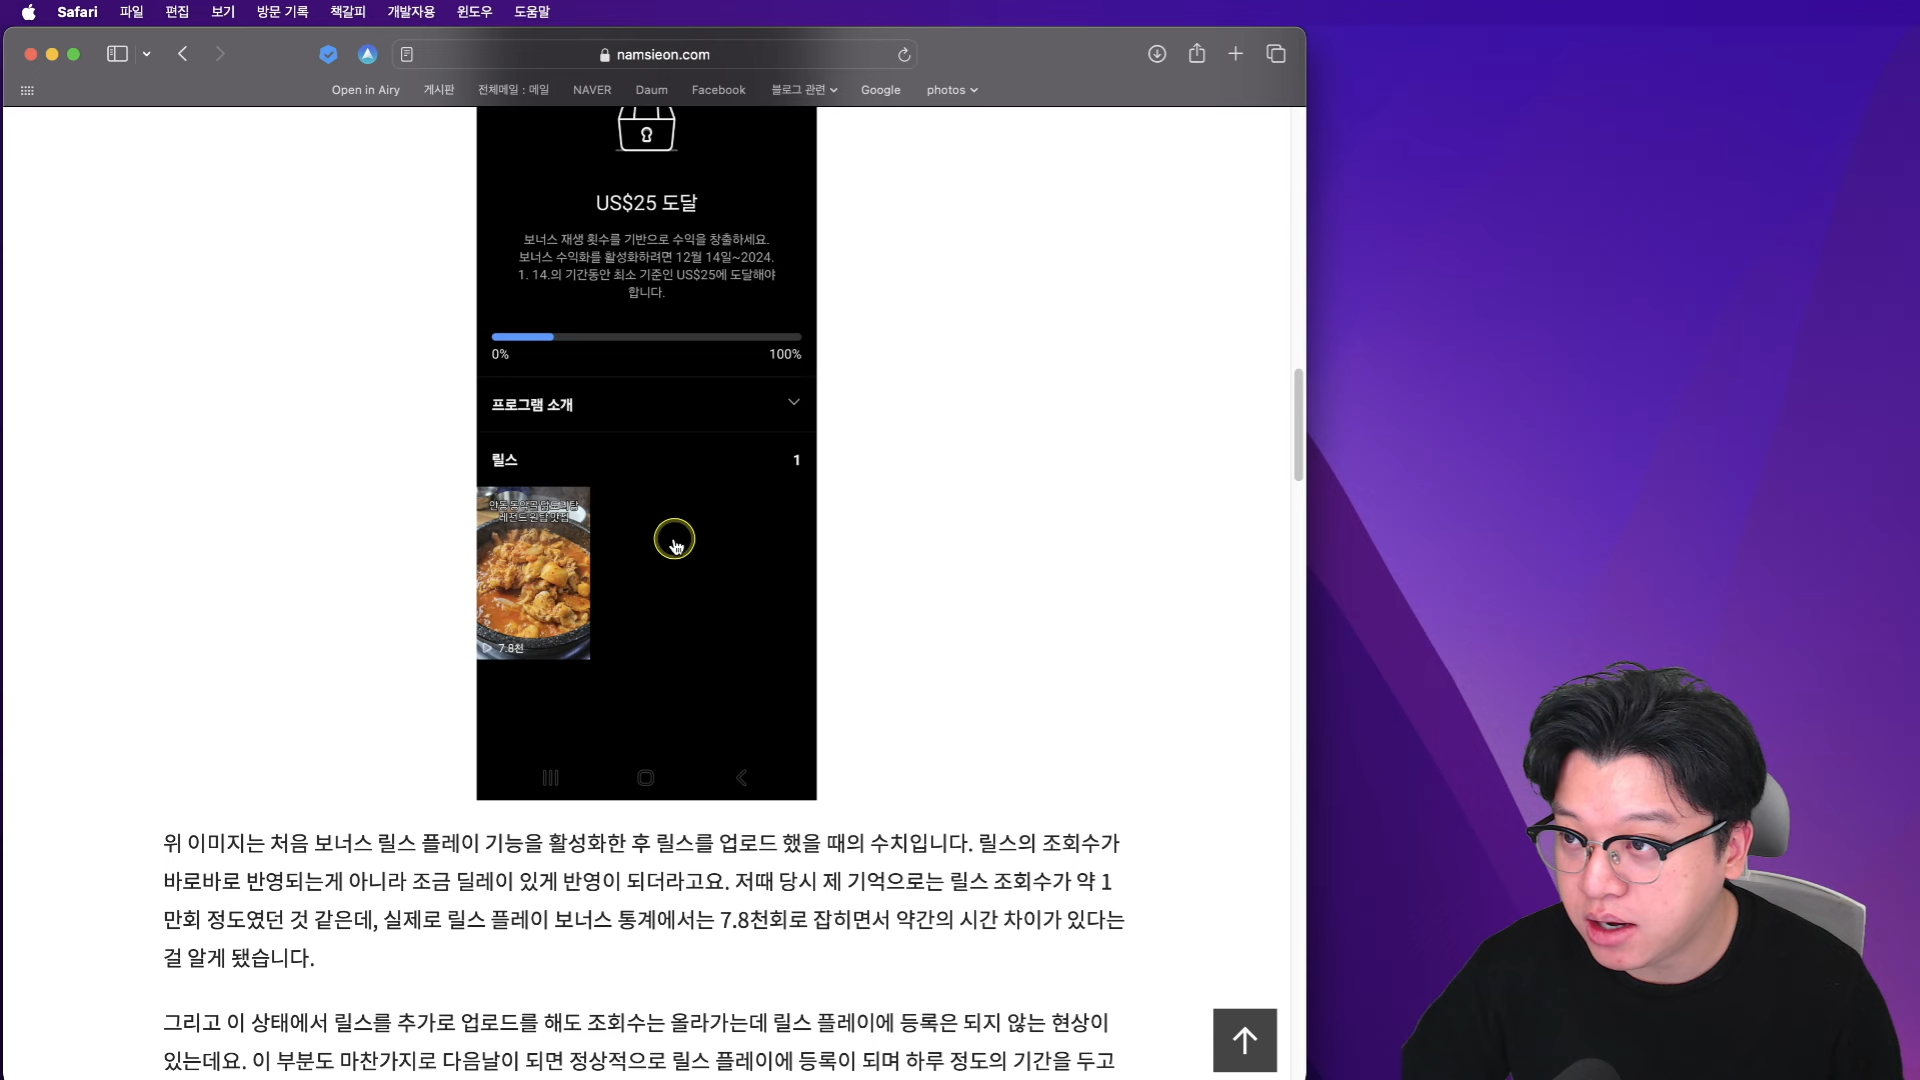 Safari 파일 편집 보기 방문 기록 책갈피 개발자용 윈도우 도움말
namsieon.com
Open in Airy 게시판 전체메일 : 메일 NAVER Daum Facebook 블로그 관련 Google photos
US$25 도달
보너스 재생 횟수를 기반으로 수익을 창출하세요.
보너스 수익화를 활성화하려면 12월 14일~2024.
1. 14.의 기간동안 최소 기준인 US$25에 도달해야
합니다.
0% 100%
프로그램 소개
릴스 1
7.8천
위 이미지는 처음 보너스 릴스 플레이 기능을 활성화한 후 릴스를 업로드 했을 때의 수치입니다. 릴스의 조회수가
바로바로 반영되는게 아니라 조금 딜레이 있게 반영이 되더라고요. 저때 당시 제 기억으로는 릴스 조회수가 약 1
만회 정도였던 것 같은데, 실제로 릴스 플레이 보너스 통계에서는 7.8천회로 잡히면서 약간의 시간 차이가 있다는
걸 알게 됐습니다.
그리고 이 상태에서 릴스를 추가로 업로드를 해도 조회수는 올라가는데 릴스 플레이에 등록은 되지 않는 현상이
있는데요. 이 부분도 마찬가지로 다음날이 되면 정상적으로 릴스 플레이에 등록이 되며 하루 정도의 기간을 두고